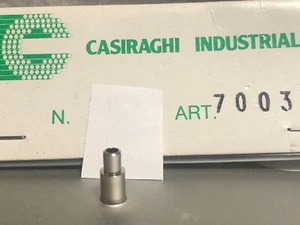 CASIRAGHI INDUSTRIAL
N. ART. 7003